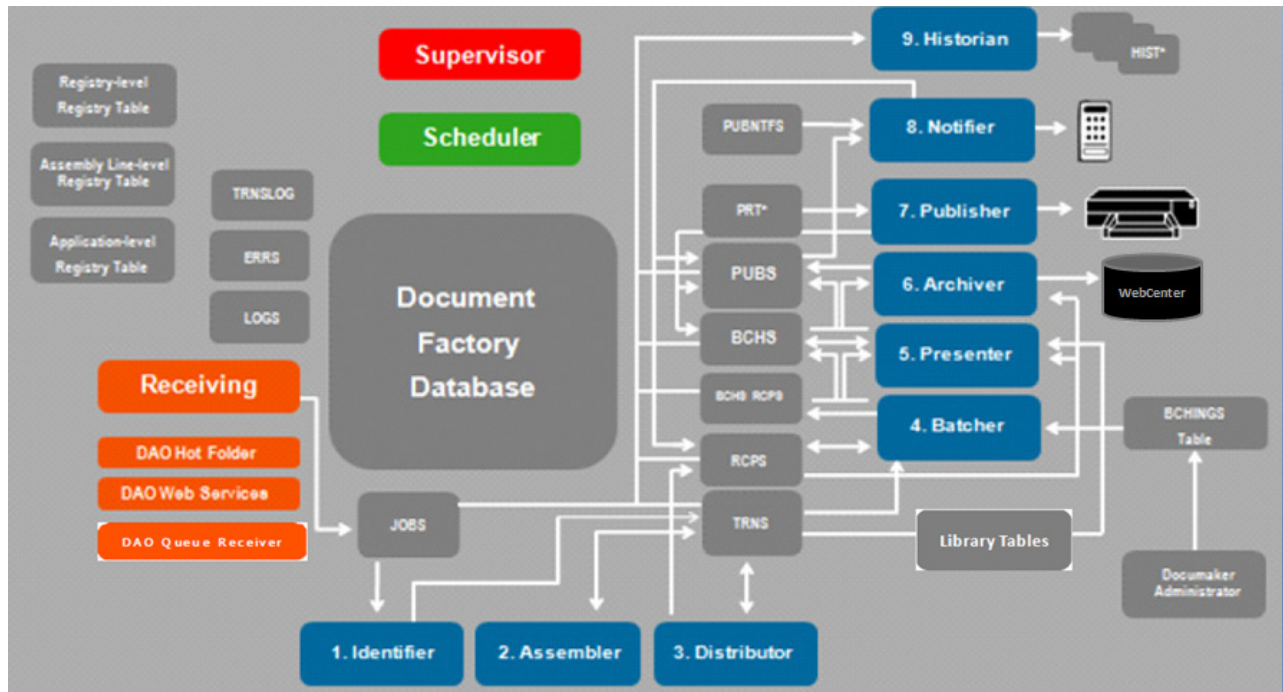 Supervisor
9. Historian
HIST*
Registry-level
Registry Table
Scheduler
PUBNTFS
8. Notifier
Assembly Line-level
Registry Table
TRNSLOG
PRT*
7. Publisher
Application-level
Registry Table
ERRS
PUBS
6. Archiver
WebCenter
LOGS
Document
Factory
Database
BCHS
5. Presenter
Receiving
BCHS RCPS
4. Batcher
BCHINGS
Table
DAO Hot Folder
RCPS
DAO Web Services
JOBS
TRNS
DAO Queue Receiver
Library Tables
Documaker
Administrator
1. Identifier
2. Assembler
3. Distributor